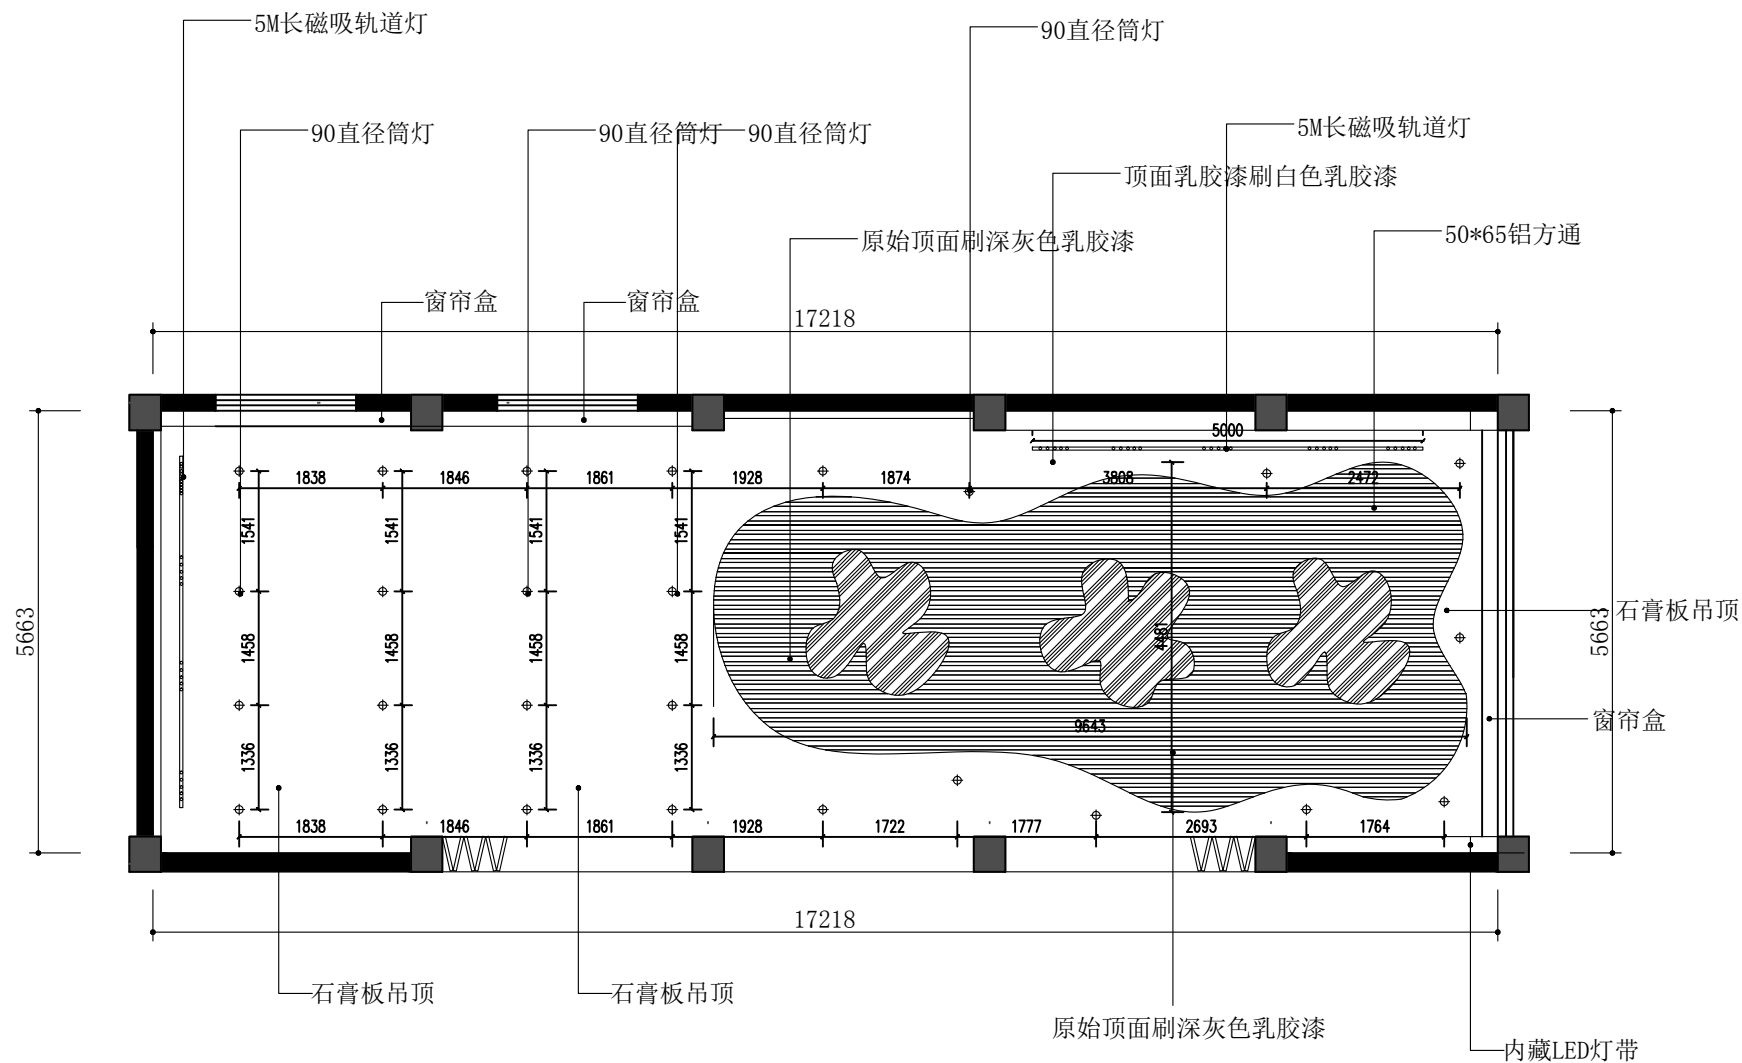 5M长磁吸轨道灯
90直径筒灯
90直径筒灯
90直径筒灯
90直径筒灯
5M长磁吸轨道灯
顶面乳胶漆刷白色乳胶漆
原始顶面刷深灰色乳胶漆
50*65铝方通
窗帘盒
窗帘盒
17218
5000
1838
1846
1861
1928
1874
3808
2472
1541
1541
1541
1541
5663
1458
1458
1458
1458
4481
5663
石膏板吊顶
窗帘盒
9643
1336
1336
1336
1336
1838
1846
1861
1928
1722
1777
2693
1764
17218
石膏板吊顶
石膏板吊顶
原始顶面刷深灰色乳胶漆
内藏LED灯带